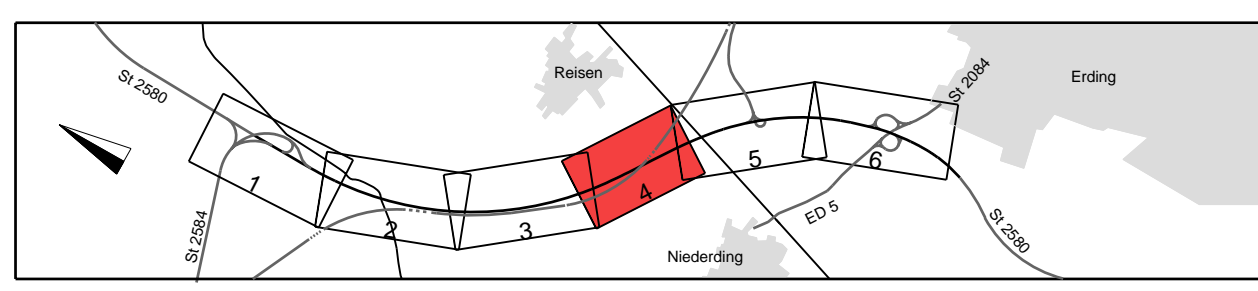 St 2580
Reisen
St 2084
Erding
1
2
3
4
5
6
St 2584
ED 5
Niederding
St 2580